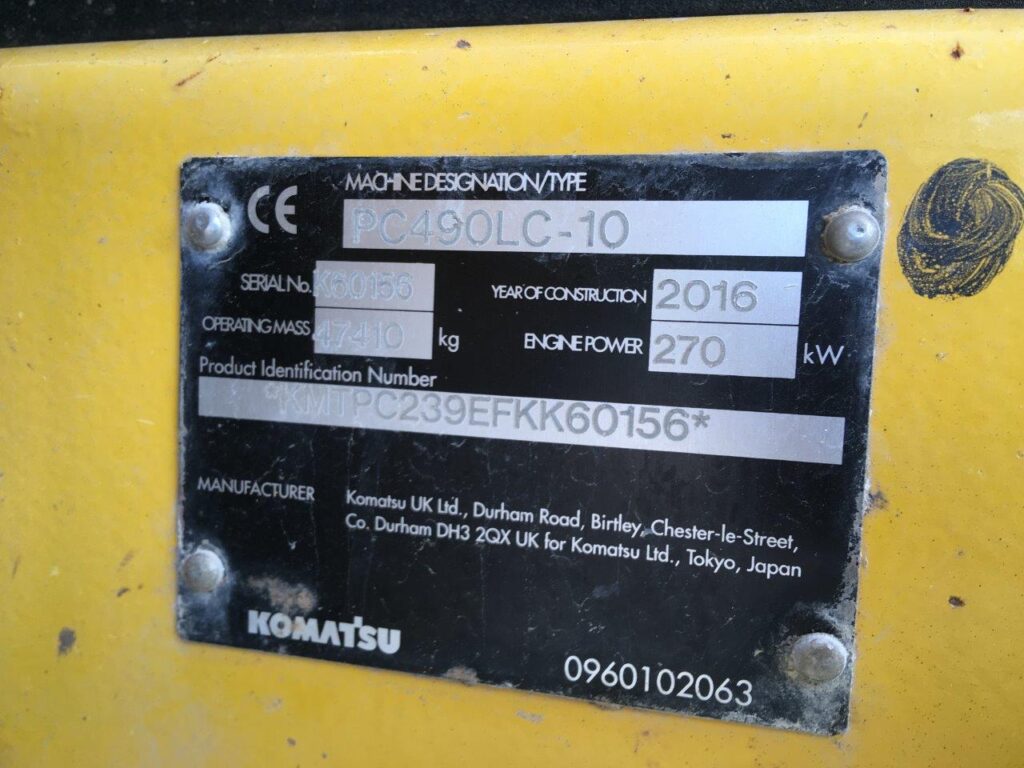 CE
MACHINE DESIGNATION/TYPE
PC490LC-10
SERIAL No. K60156
YEAR OF CONSTRUCTION 2016
OPERATING MASS 47410 kg
ENGINE POWER 270 kW
Product Identification Number
*KMTPC239EFKK60156*
MANUFACTURER
Komatsu UK Ltd., Durham Road, Birtley, Chester-le-Street,
Co. Durham DH3 2QX UK for Komatsu Ltd., Tokyo, Japan
KOMATSU
0960102063